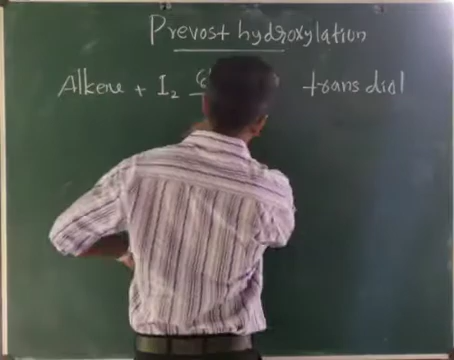 Prevost hydroxylation
Alkene + I₂ trans diol